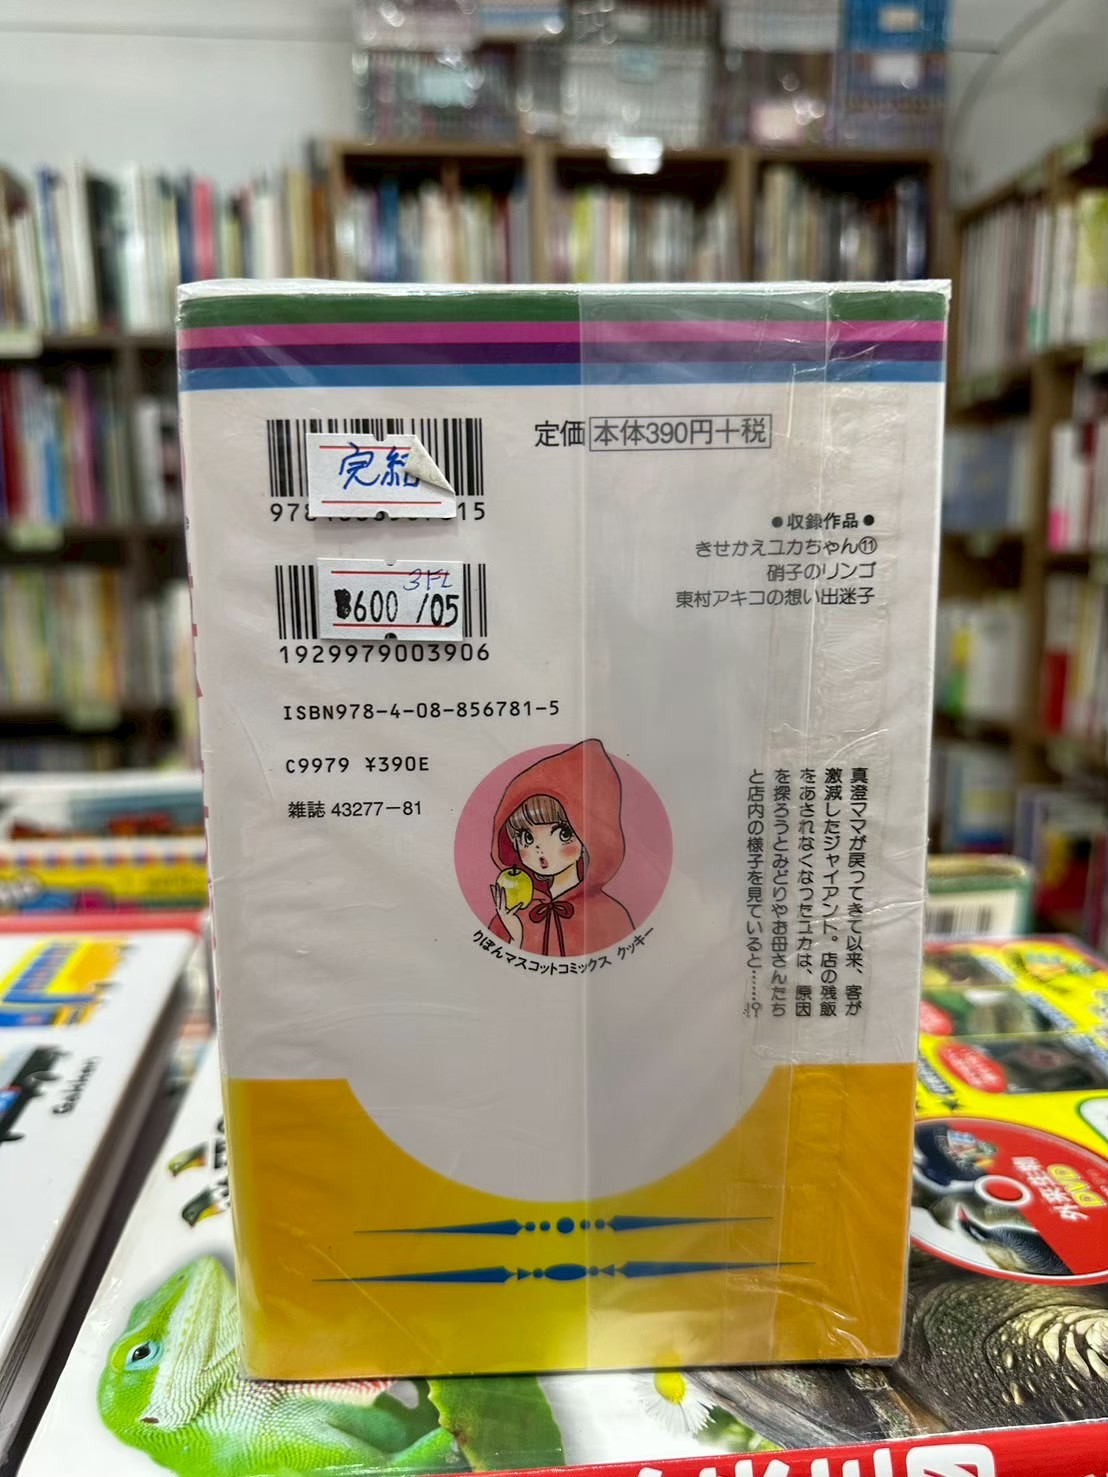 定価 本体390円十税
完結
978
15
3FL
฿600 /05
1929979003906
ISBN978-4-08-856781-5
C9979 ¥390E
雑誌 43277-81
●収録作品●
きせかえユカちゃん⑪
硝子のリンゴ
東村アキコの想い出迷子
真澄ママが戻ってきて以来、客が
激減したジャイアント。店の残飯
をあされなくなったユカは、原因
を探ろうとみどりやお母さんたち
と店内の様子を見ていると……?
りぼんマスコットコミックス クッキー
Gakken
DVD